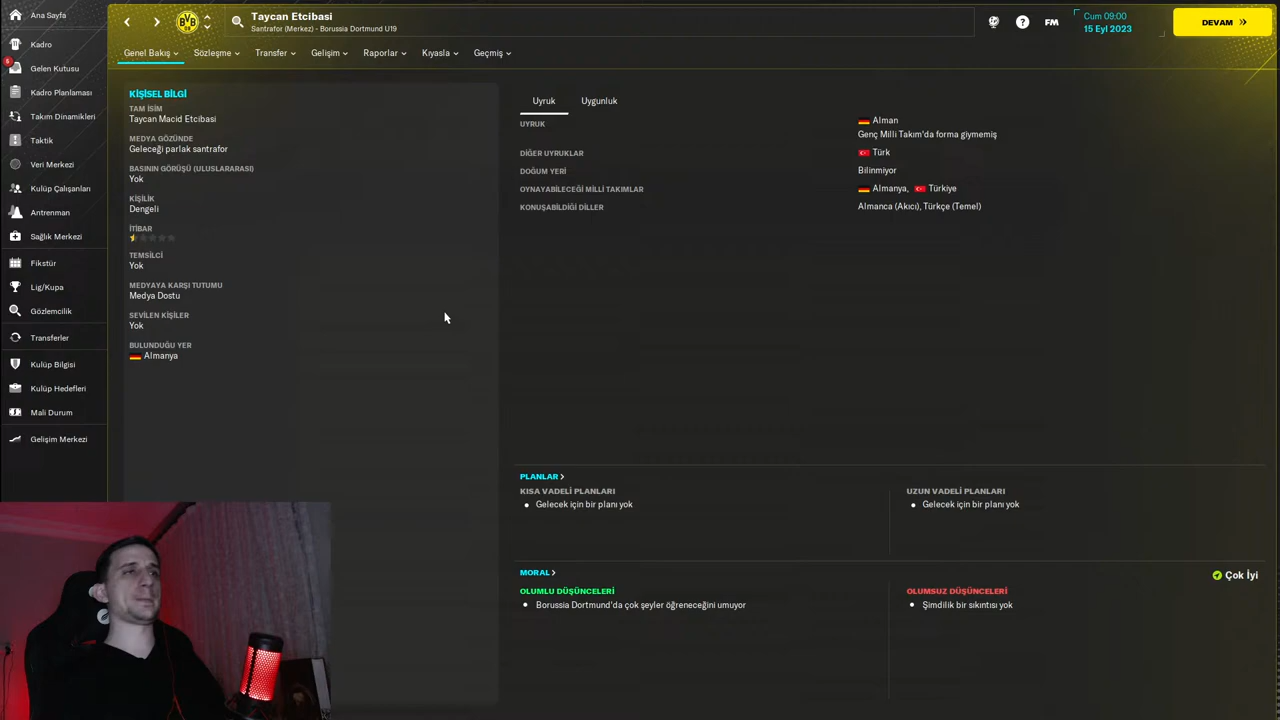 Ana Sayfa
Kadro
5
Gelen Kutusu
Kadro Planlaması
Takım Dinamikleri
Taktik
Veri Merkezi
Kulüp Çalışanları
Antrenman
Sağlık Merkezi
Fikstür
Lig/Kupa
Gözlemcilik
Transferler
Kulüp Bilgisi
Kulüp Hedefleri
Mali Durum
Gelişim Merkezi
Taycan Etcibasi
Santrafor (Merkez) - Borussia Dortmund U19
FM
Cum 09:00
15 Eyl 2023
DEVAM
Genel Bakış
Sözleşme
Transfer
Gelişim
Raporlar
Kıyasla
Geçmiş
KİŞİSEL BİLGİ
TAM İSİM
Taycan Macid Etcibasi
MEDYA GÖZÜNDE
Geleceği parlak santrafor
BASININ GÖRÜŞÜ (ULUSLARARASI)
Yok
KİŞİLİK
Dengeli
İTİBAR
TEMSİLCİ
Yok
MEDYAYA KARŞI TUTUMU
Medya Dostu
SEVİLEN KİŞİLER
Yok
BULUNDUĞU YER
Almanya
Uyruk
Uygunluk
UYRUK
Alman
Genç Milli Takım'da forma giymemiş
DİĞER UYRUKLAR
Türk
DOĞUM YERİ
Bilinmiyor
OYNAYABİLECEĞİ MİLLİ TAKIMLAR
Almanya, Türkiye
KONUŞABİLDİĞİ DİLLER
Almanca (Akıcı), Türkçe (Temel)
PLANLAR
KISA VADELİ PLANLARI
Gelecek için bir planı yok
UZUN VADELİ PLANLARI
Gelecek için bir planı yok
MORAL
Çok İyi
OLUMLU DÜŞÜNCELERİ
Borussia Dortmund'da çok şeyler öğreneceğini umuyor
OLUMSUZ DÜŞÜNCELERİ
Şimdilik bir sıkıntısı yok